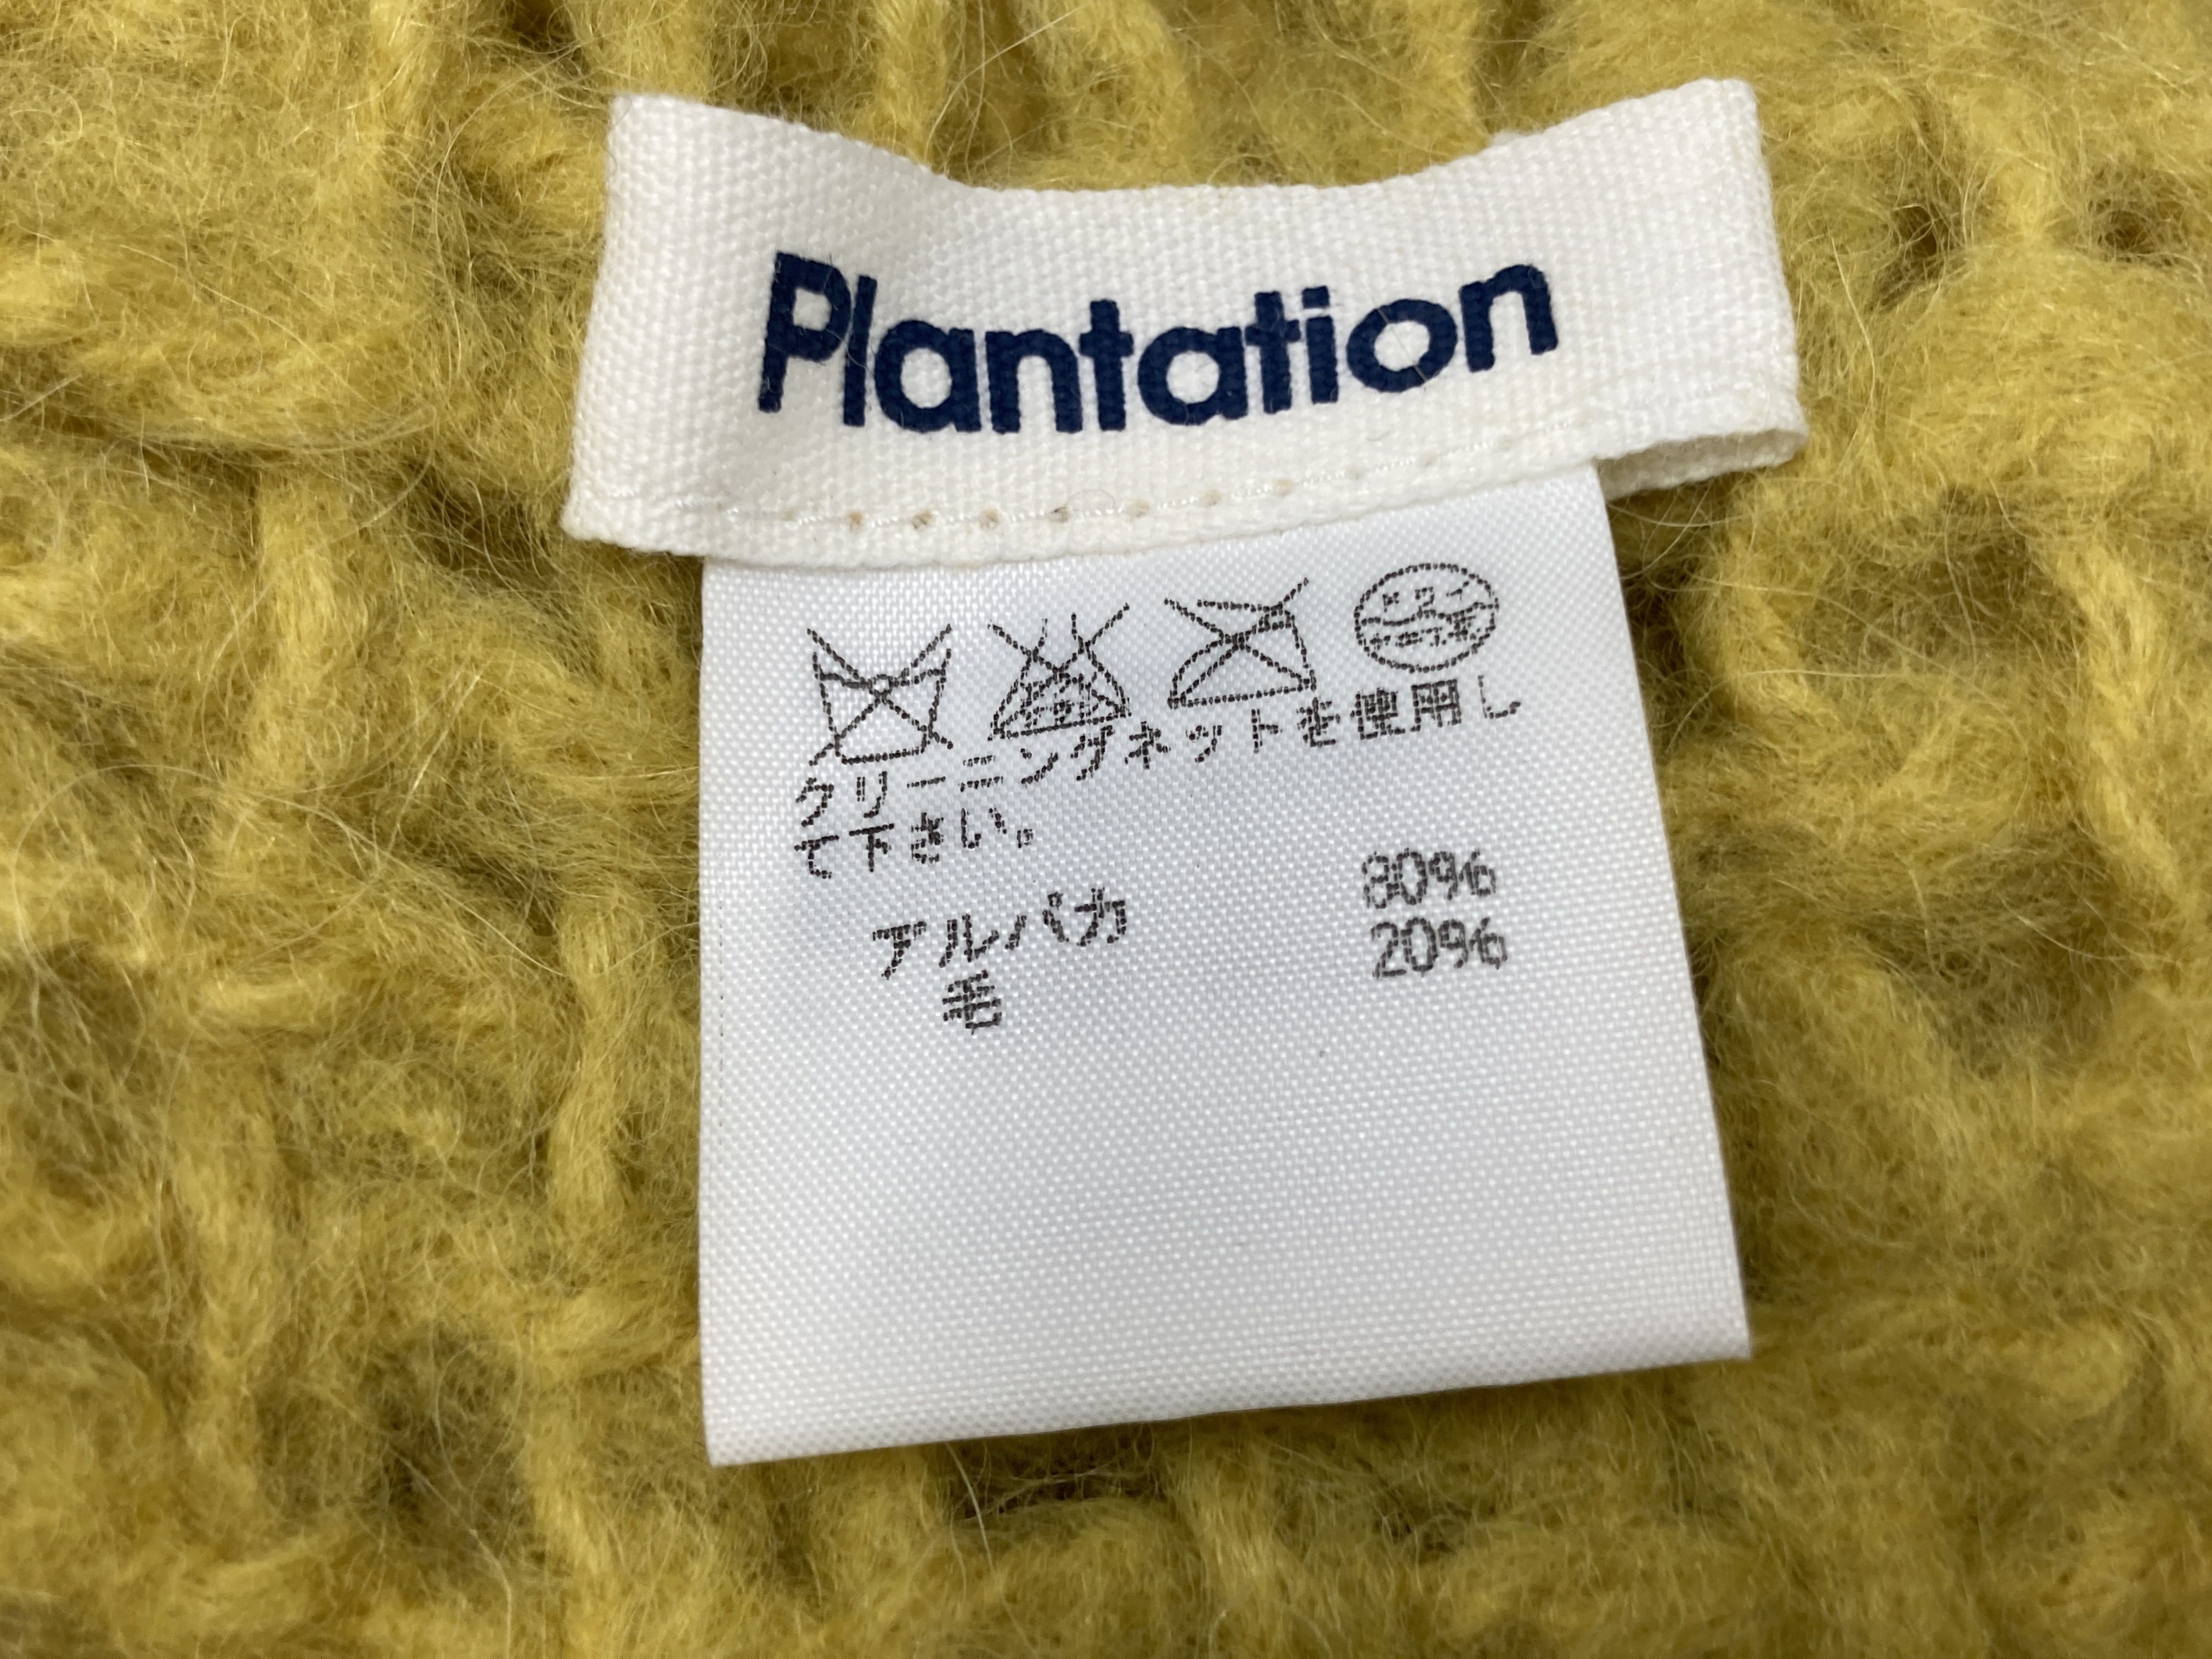 Plantation
クリーニングネットを使用し
て下さい。
アルパカ 80%
毛 20%